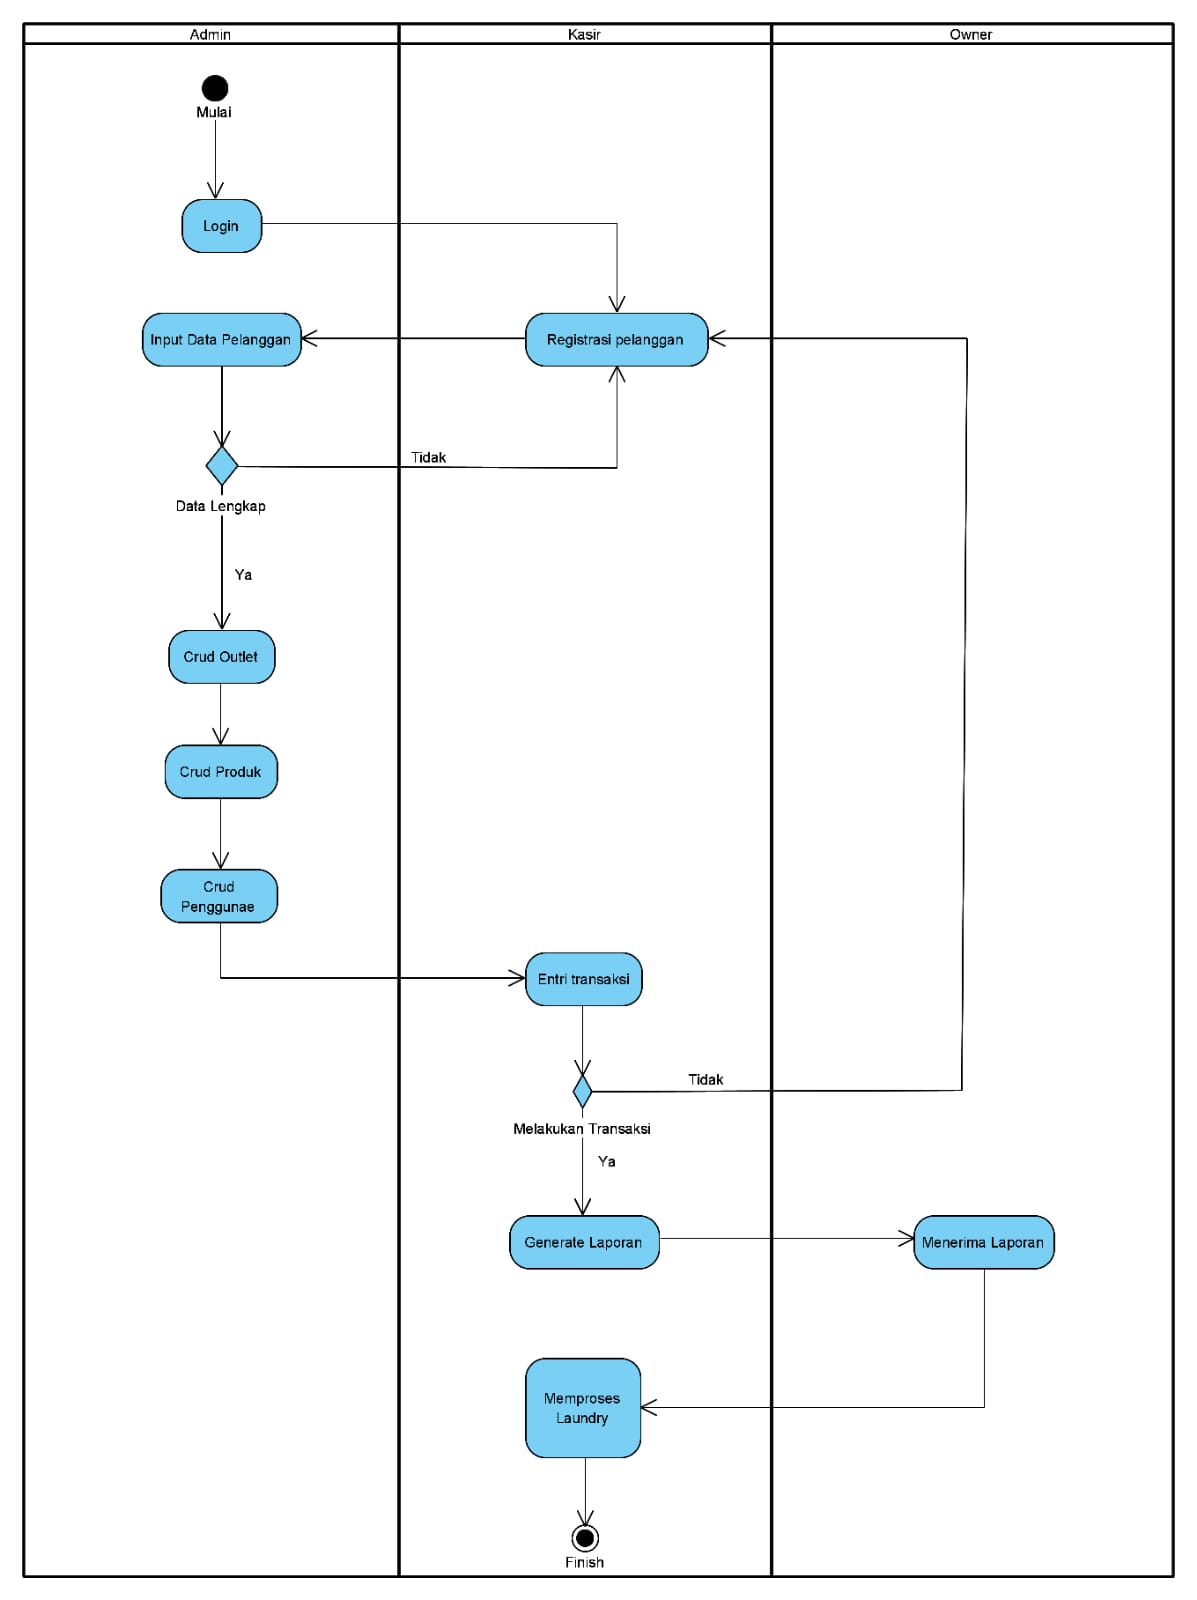 Admin
Kasir
Owner
Mulai
Login
Input Data Pelanggan
Registrasi pelanggan
Tidak
Data Lengkap
Ya
Crud Outlet
Crud Produk
Crud
Penggunae
Entri transaksi
Tidak
Melakukan Transaksi
Ya
Generate Laporan
Menerima Laporan
Memproses
Laundry
Finish